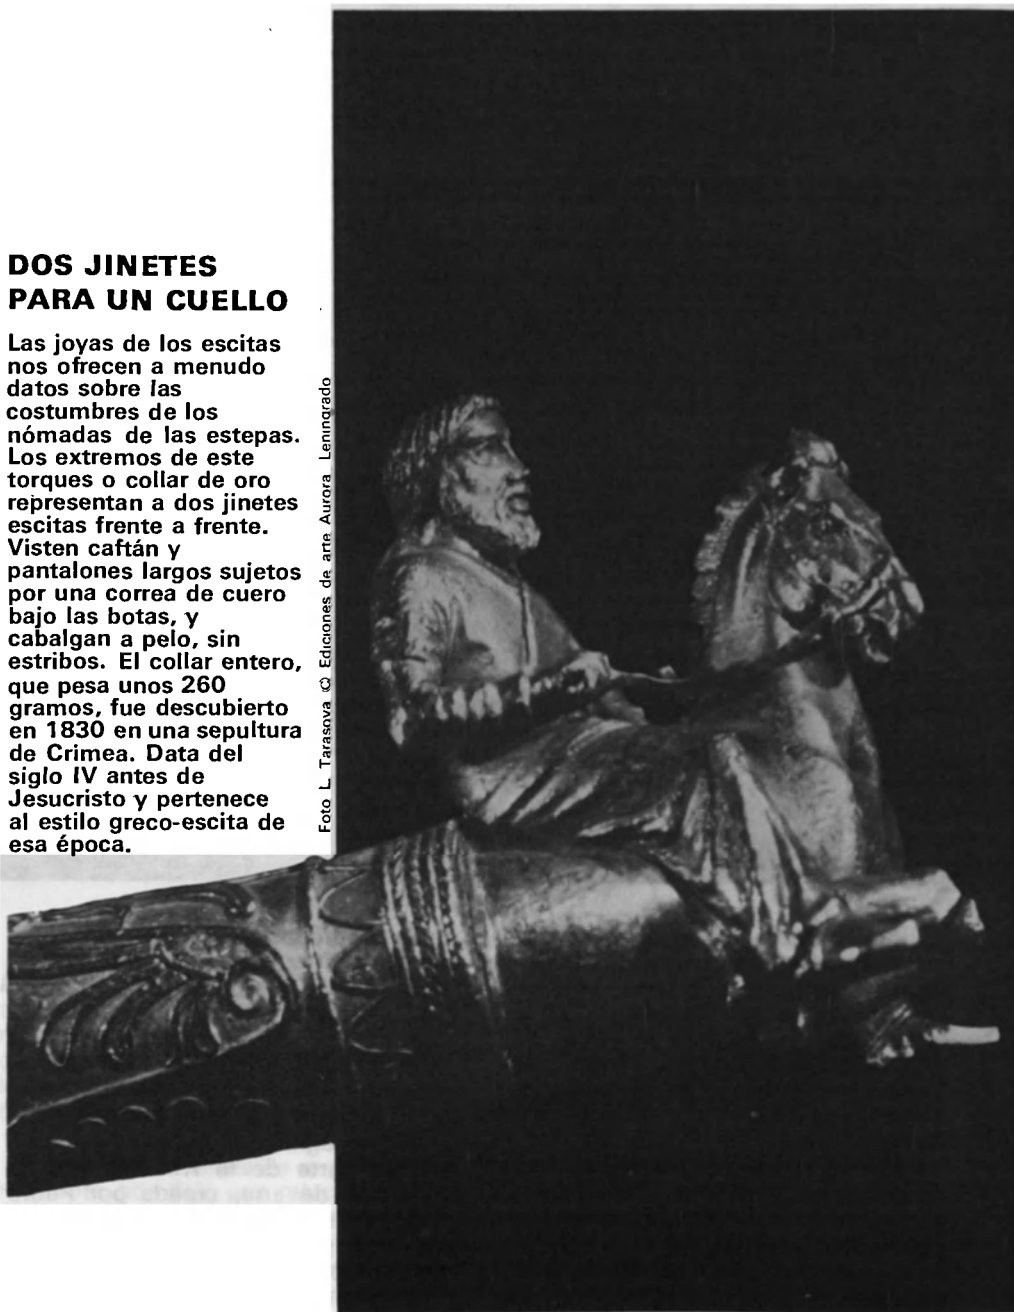 DOS JINETES
PARA UN CUELLO
Las joyas de los escitas
nos ofrecen a menudo
datos sobre las
costumbres de los
nómadas de las estepas.
Los extremos de este
torques o collar de oro
representan a dos jinetes
escitas frente a frente.
Visten caftán y
pantalones largos sujetos
por una correa de cuero
bajo las botas, y
cabalgan a pelo, sin
estribos. El collar entero,
que pesa unos 260
gramos, fue descubierto
en 1830 en una sepultura
de Crimea. Data del
siglo IV antes de
Jesucristo y pertenece
al estilo greco-escita de
esa época.
Foto L. Tarasova © Ediciones de arte Aurora Leningrado